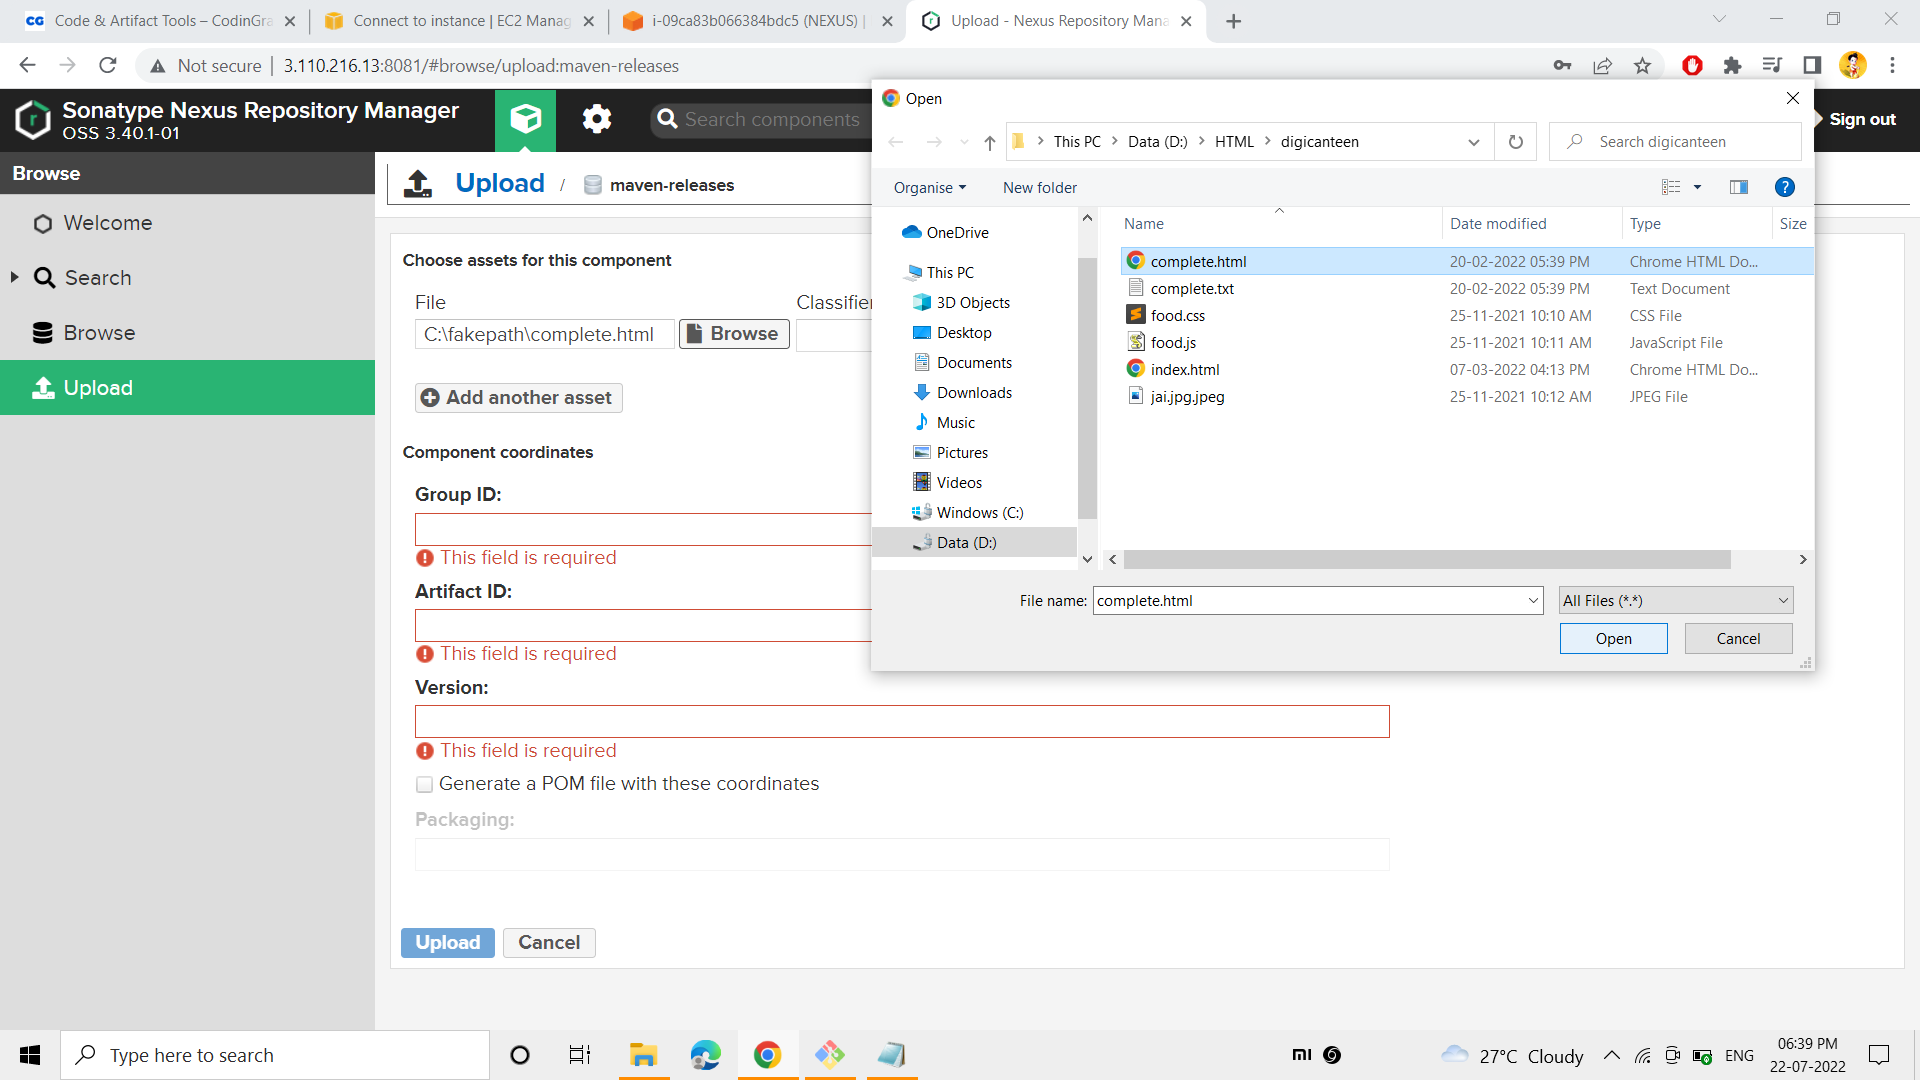 Code & Artifact Tools – CodinGra
Connect to instance | EC2 Manag
i-09ca83b066384bdc5 (NEXUS) |
Upload - Nexus Repository Mana
Not secure
3.110.216.13:8081/#browse/upload:maven-releases
Sonatype Nexus Repository Manager
OSS 3.40.1-01
Search components
Sign out
Browse
Welcome
Search
Browse
Upload
Upload / maven-releases
Choose assets for this component
File
Classifier
C:\fakepath\complete.html
Browse
Add another asset
Component coordinates
Group ID:
This field is required
Artifact ID:
This field is required
Version:
This field is required
Generate a POM file with these coordinates
Packaging:
Upload
Cancel
Open
This PC > Data (D:) > HTML > digicanteen
Search digicanteen
Organise
New folder
OneDrive
This PC
3D Objects
Desktop
Documents
Downloads
Music
Pictures
Videos
Windows (C:)
Data (D:)
Name Date modified Type Size
complete.html 20-02-2022 05:39 PM Chrome HTML Do...
complete.txt 20-02-2022 05:39 PM Text Document
food.css 25-11-2021 10:10 AM CSS File
food.js 25-11-2021 10:11 AM JavaScript File
index.html 07-03-2022 04:13 PM Chrome HTML Do...
jai.jpg.jpeg 25-11-2021 10:12 AM JPEG File
File name: complete.html
All Files (*.*)
Open
Cancel
Type here to search
27°C Cloudy
ENG
06:39 PM
22-07-2022